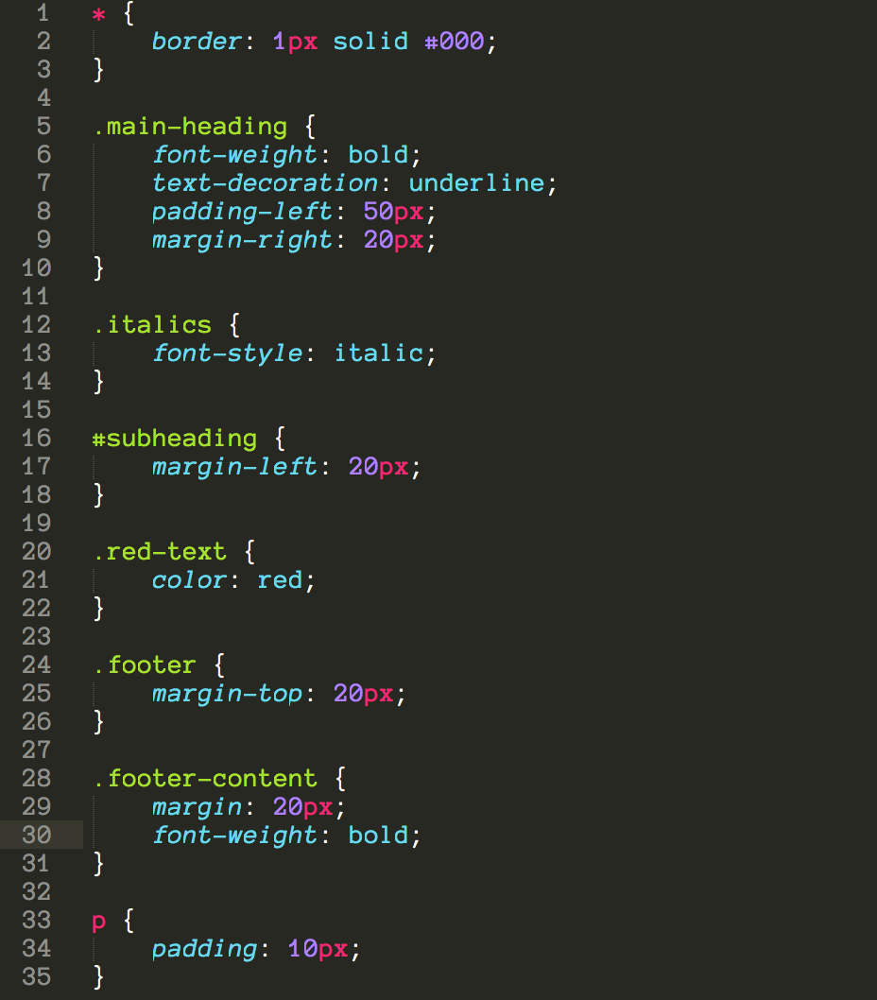 1 * {
2 border: 1px solid #000;
3 }
4
5 .main-heading {
6 font-weight: bold;
7 text-decoration: underline;
8 padding-left: 50px;
9 margin-right: 20px;
10 }
11
12 .italics {
13 font-style: italic;
14 }
15
16 #subheading {
17 margin-left: 20px;
18 }
19
20 .red-text {
21 color: red;
22 }
23
24 .footer {
25 margin-top: 20px;
26 }
27
28 .footer-content {
29 margin: 20px;
30 font-weight: bold;
31 }
32
33 p {
34 padding: 10px;
35 }